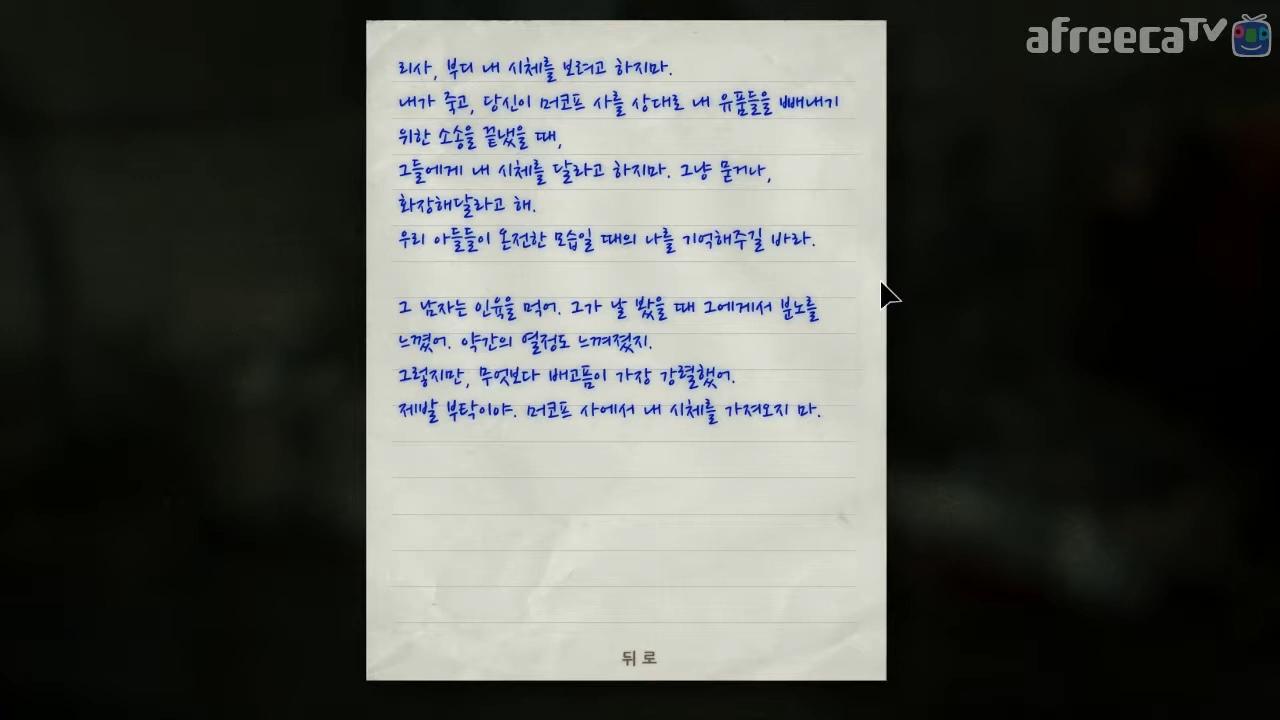 afreecaTV
리사, 부디 내 시체를 보려고 하지마.
내가 죽고, 당신이 머코프 사를 상대로 내 유품들을 빼내기
위한 소송을 끝냈을 때,
그들에게 내 시체를 달라고 하지마. 그냥 묻거나,
화장해달라고 해.
우리 아들들이 온전한 모습일 때의 나를 기억해주길 바라.
그 남자는 인육을 먹어. 그가 날 봤을 때 그에게서 분노를
느꼈어. 약간의 열정도 느껴졌지.
그렇지만, 무엇보다 배고픔이 가장 강렬했어.
제발 부탁이야. 머코프 사에서 내 시체를 가져오지 마.
뒤로